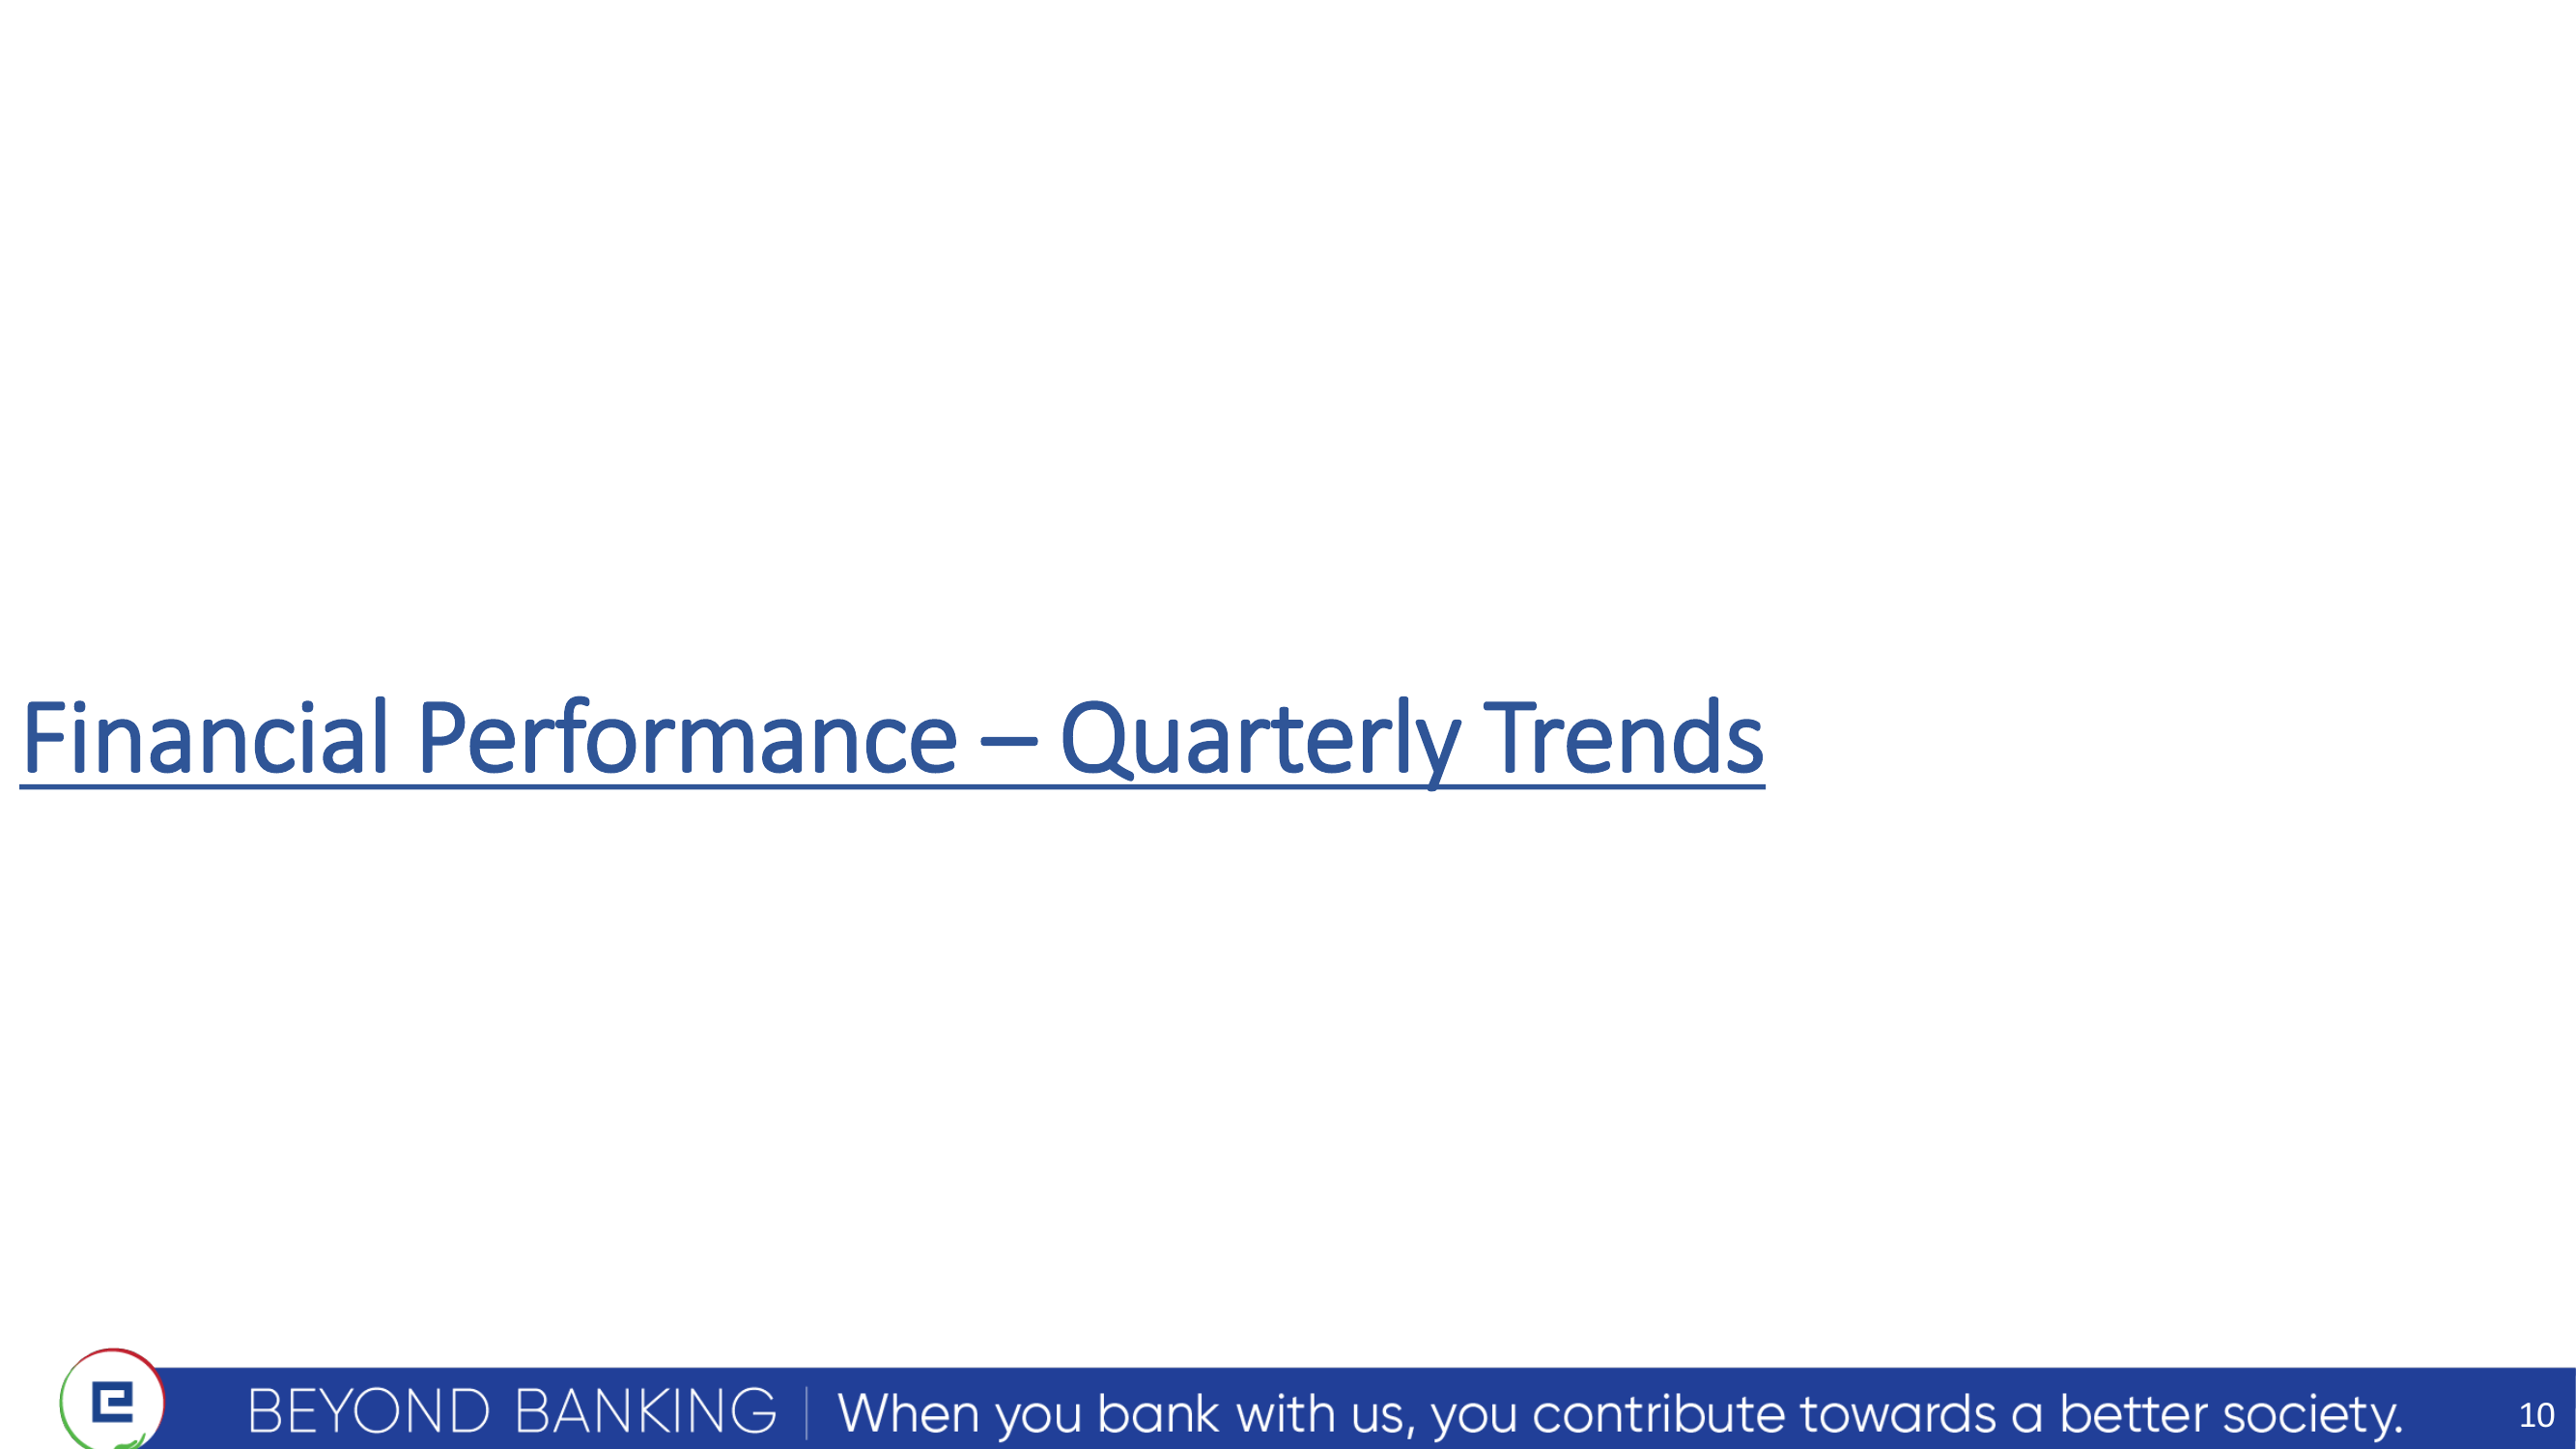 Financial Performance – Quarterly Trends
BEYOND BANKING | When you bank with us, you contribute towards a better society.
10